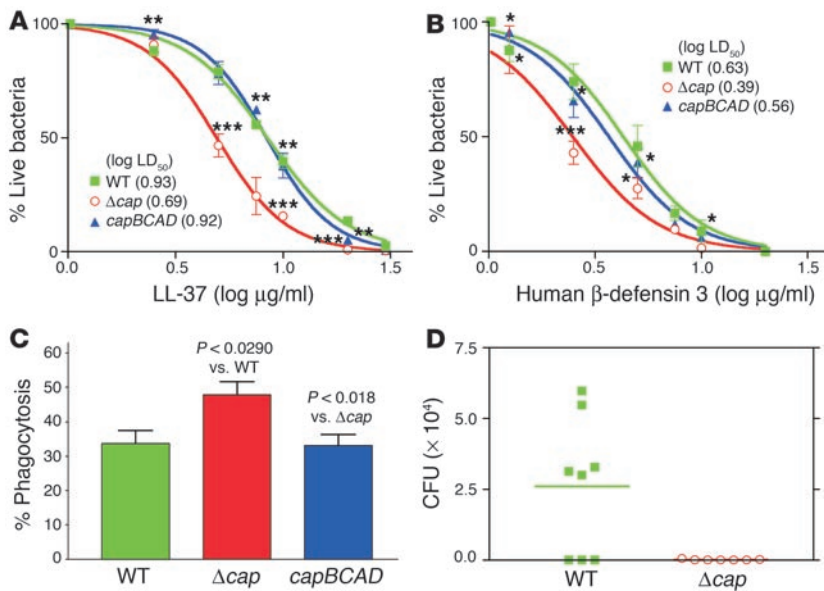 A
100
50
0
% Live bacteria
**
***
**
***
**
***
**
(log LD50)
WT (0.93)
Δcap (0.69)
capBCAD (0.92)
0.0 0.5 1.0 1.5
LL-37 (log μg/ml)
B
100
50
0
% Live bacteria
*
*
*
***
*
*
*
(log LD50)
WT (0.63)
Δcap (0.39)
capBCAD (0.56)
0.0 0.5 1.0 1.5
Human β-defensin 3 (log μg/ml)
C
60
50
40
30
20
10
0
% Phagocytosis
P < 0.0290
vs. WT
P < 0.018
vs. Δcap
WT Δcap capBCAD
D
7.5
5.0
2.5
0.0
CFU (× 10⁴)
WT Δcap